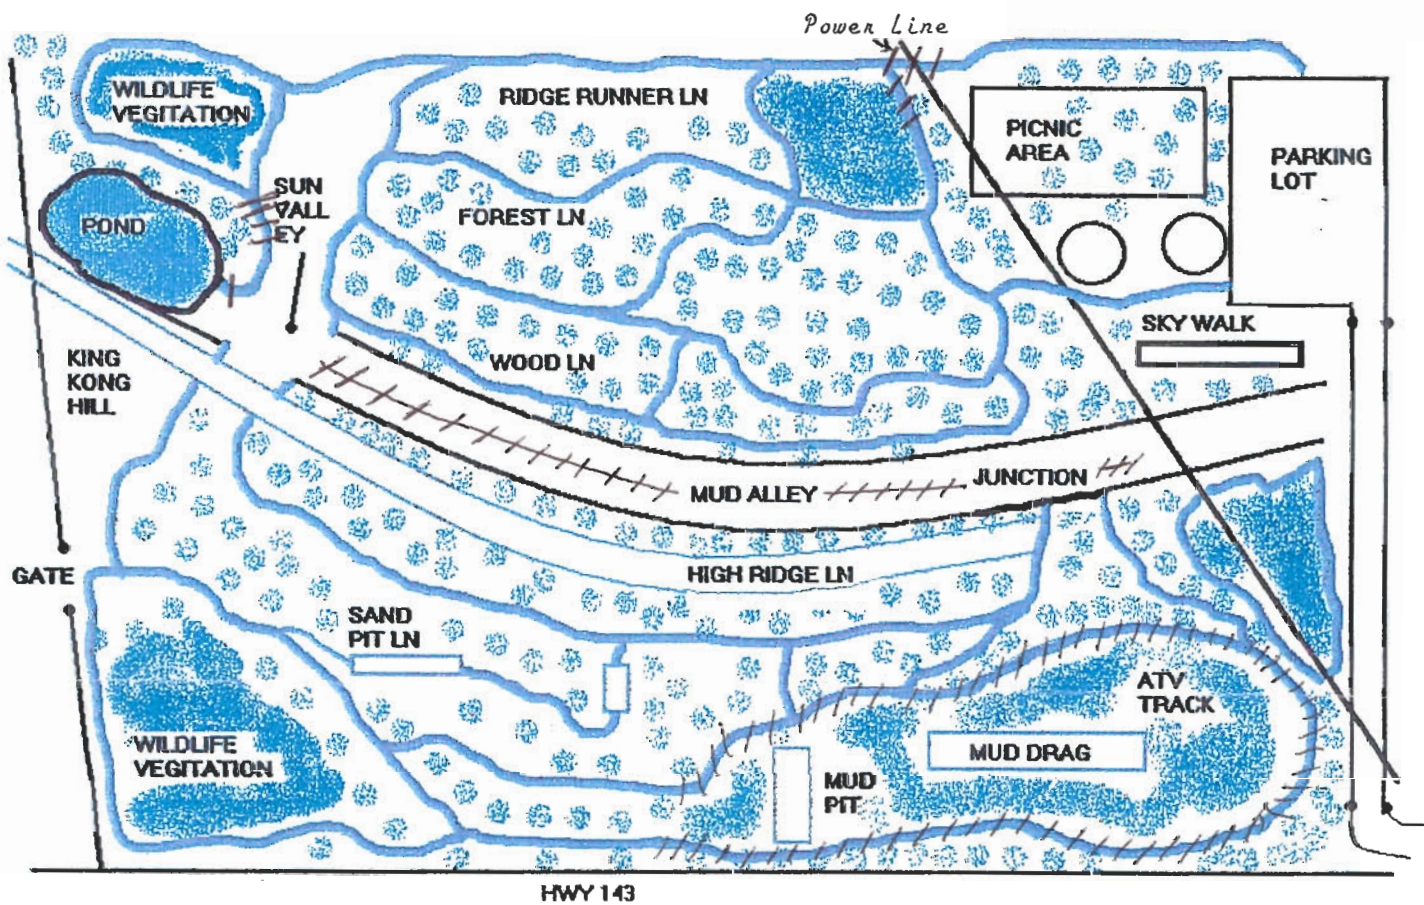 Power Line
WILDLIFE
VEGITATION
RIDGE RUNNER LN
PICNIC
AREA
PARKING
LOT
SUN
VALL
EY
POND
FOREST LN
SKY WALK
KING
KONG
HILL
WOOD LN
MUD ALLEY
JUNCTION
GATE
HIGH RIDGE LN
SAND
PIT LN
ATV
TRACK
WILDLIFE
VEGITATION
MUD DRAG
MUD
PIT
HWY 143